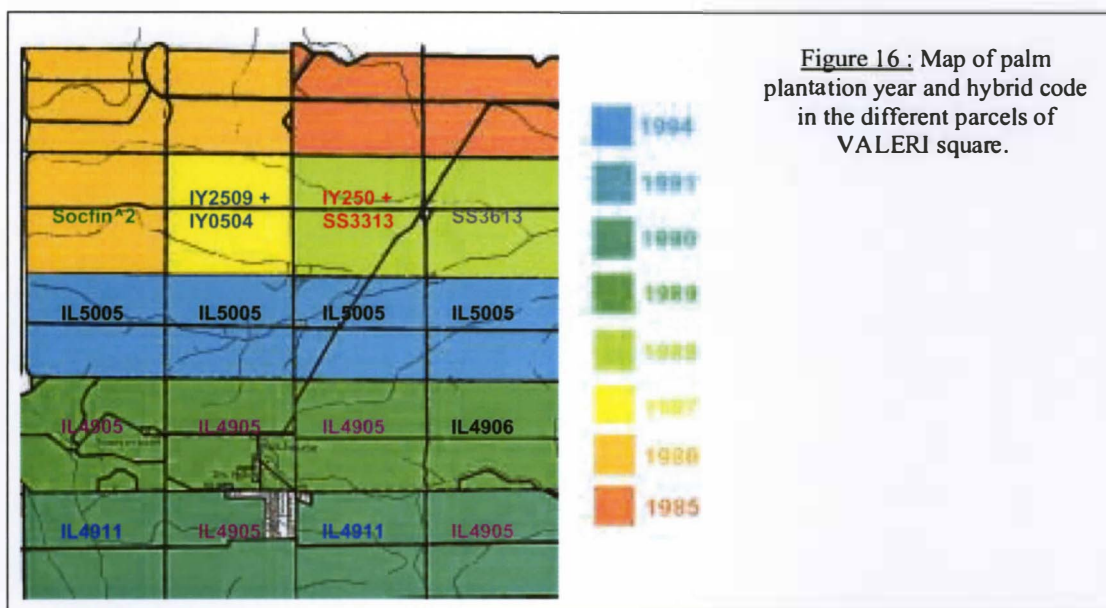 Figure 16 : Map of palm
plantation year and hybrid code
in the different parcels of
VALERI square.
Socfin^2
IY2509 +
IY0504
IY250 +
SS3313
SS3613
IL5005 IL5005 IL5005 IL5005
IL4905 IL4905 IL4905 IL4906
IL4911 IL4905 IL4911 IL4905
1994
1991
1990
1989
1988
1987
1986
1985